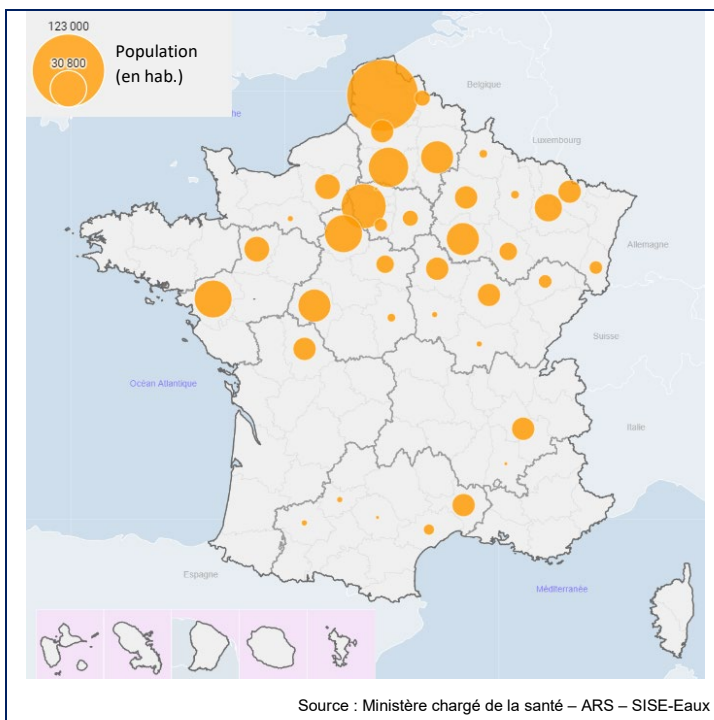 123 000
30 800
Population
(en hab.)
he
Belgique
Luxembourg
Allemagne
Suisse
Océan Atlantique
Italie
Espagne
Méditerranée
Source : Ministère chargé de la santé – ARS – SISE-Eaux